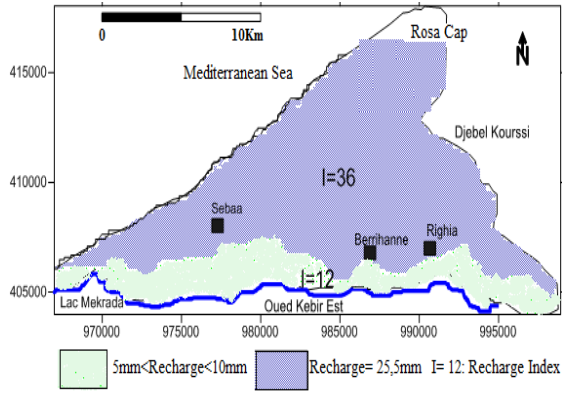 0
10Km
Rosa Cap
N
Mediterranean Sea
415000
Djebel Kourssi
410000
I=36
Sebaa
Berrihanne
Righia
I=12
405000
Lac Mekrada
Oued Kebir Est
970000 975000 980000 985000 990000 995000
5mm<Recharge<10mm
Recharge= 25,5mm
I= 12: Recharge Index